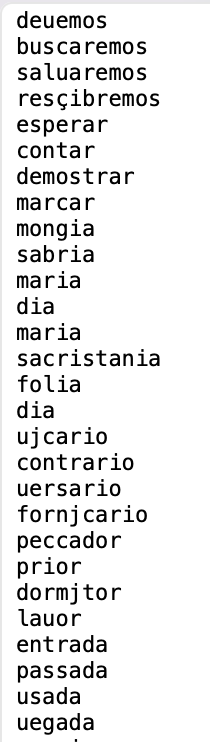 deuemos
buscaremos
saluaremos
resçibremos
esperar
contar
demostrar
marcar
mongia
sabria
maria
dia
maria
sacristania
folia
dia
ujcario
contrario
uersario
fornjcario
peccador
prior
dormjtor
lauor
entrada
passada
usada
uegada